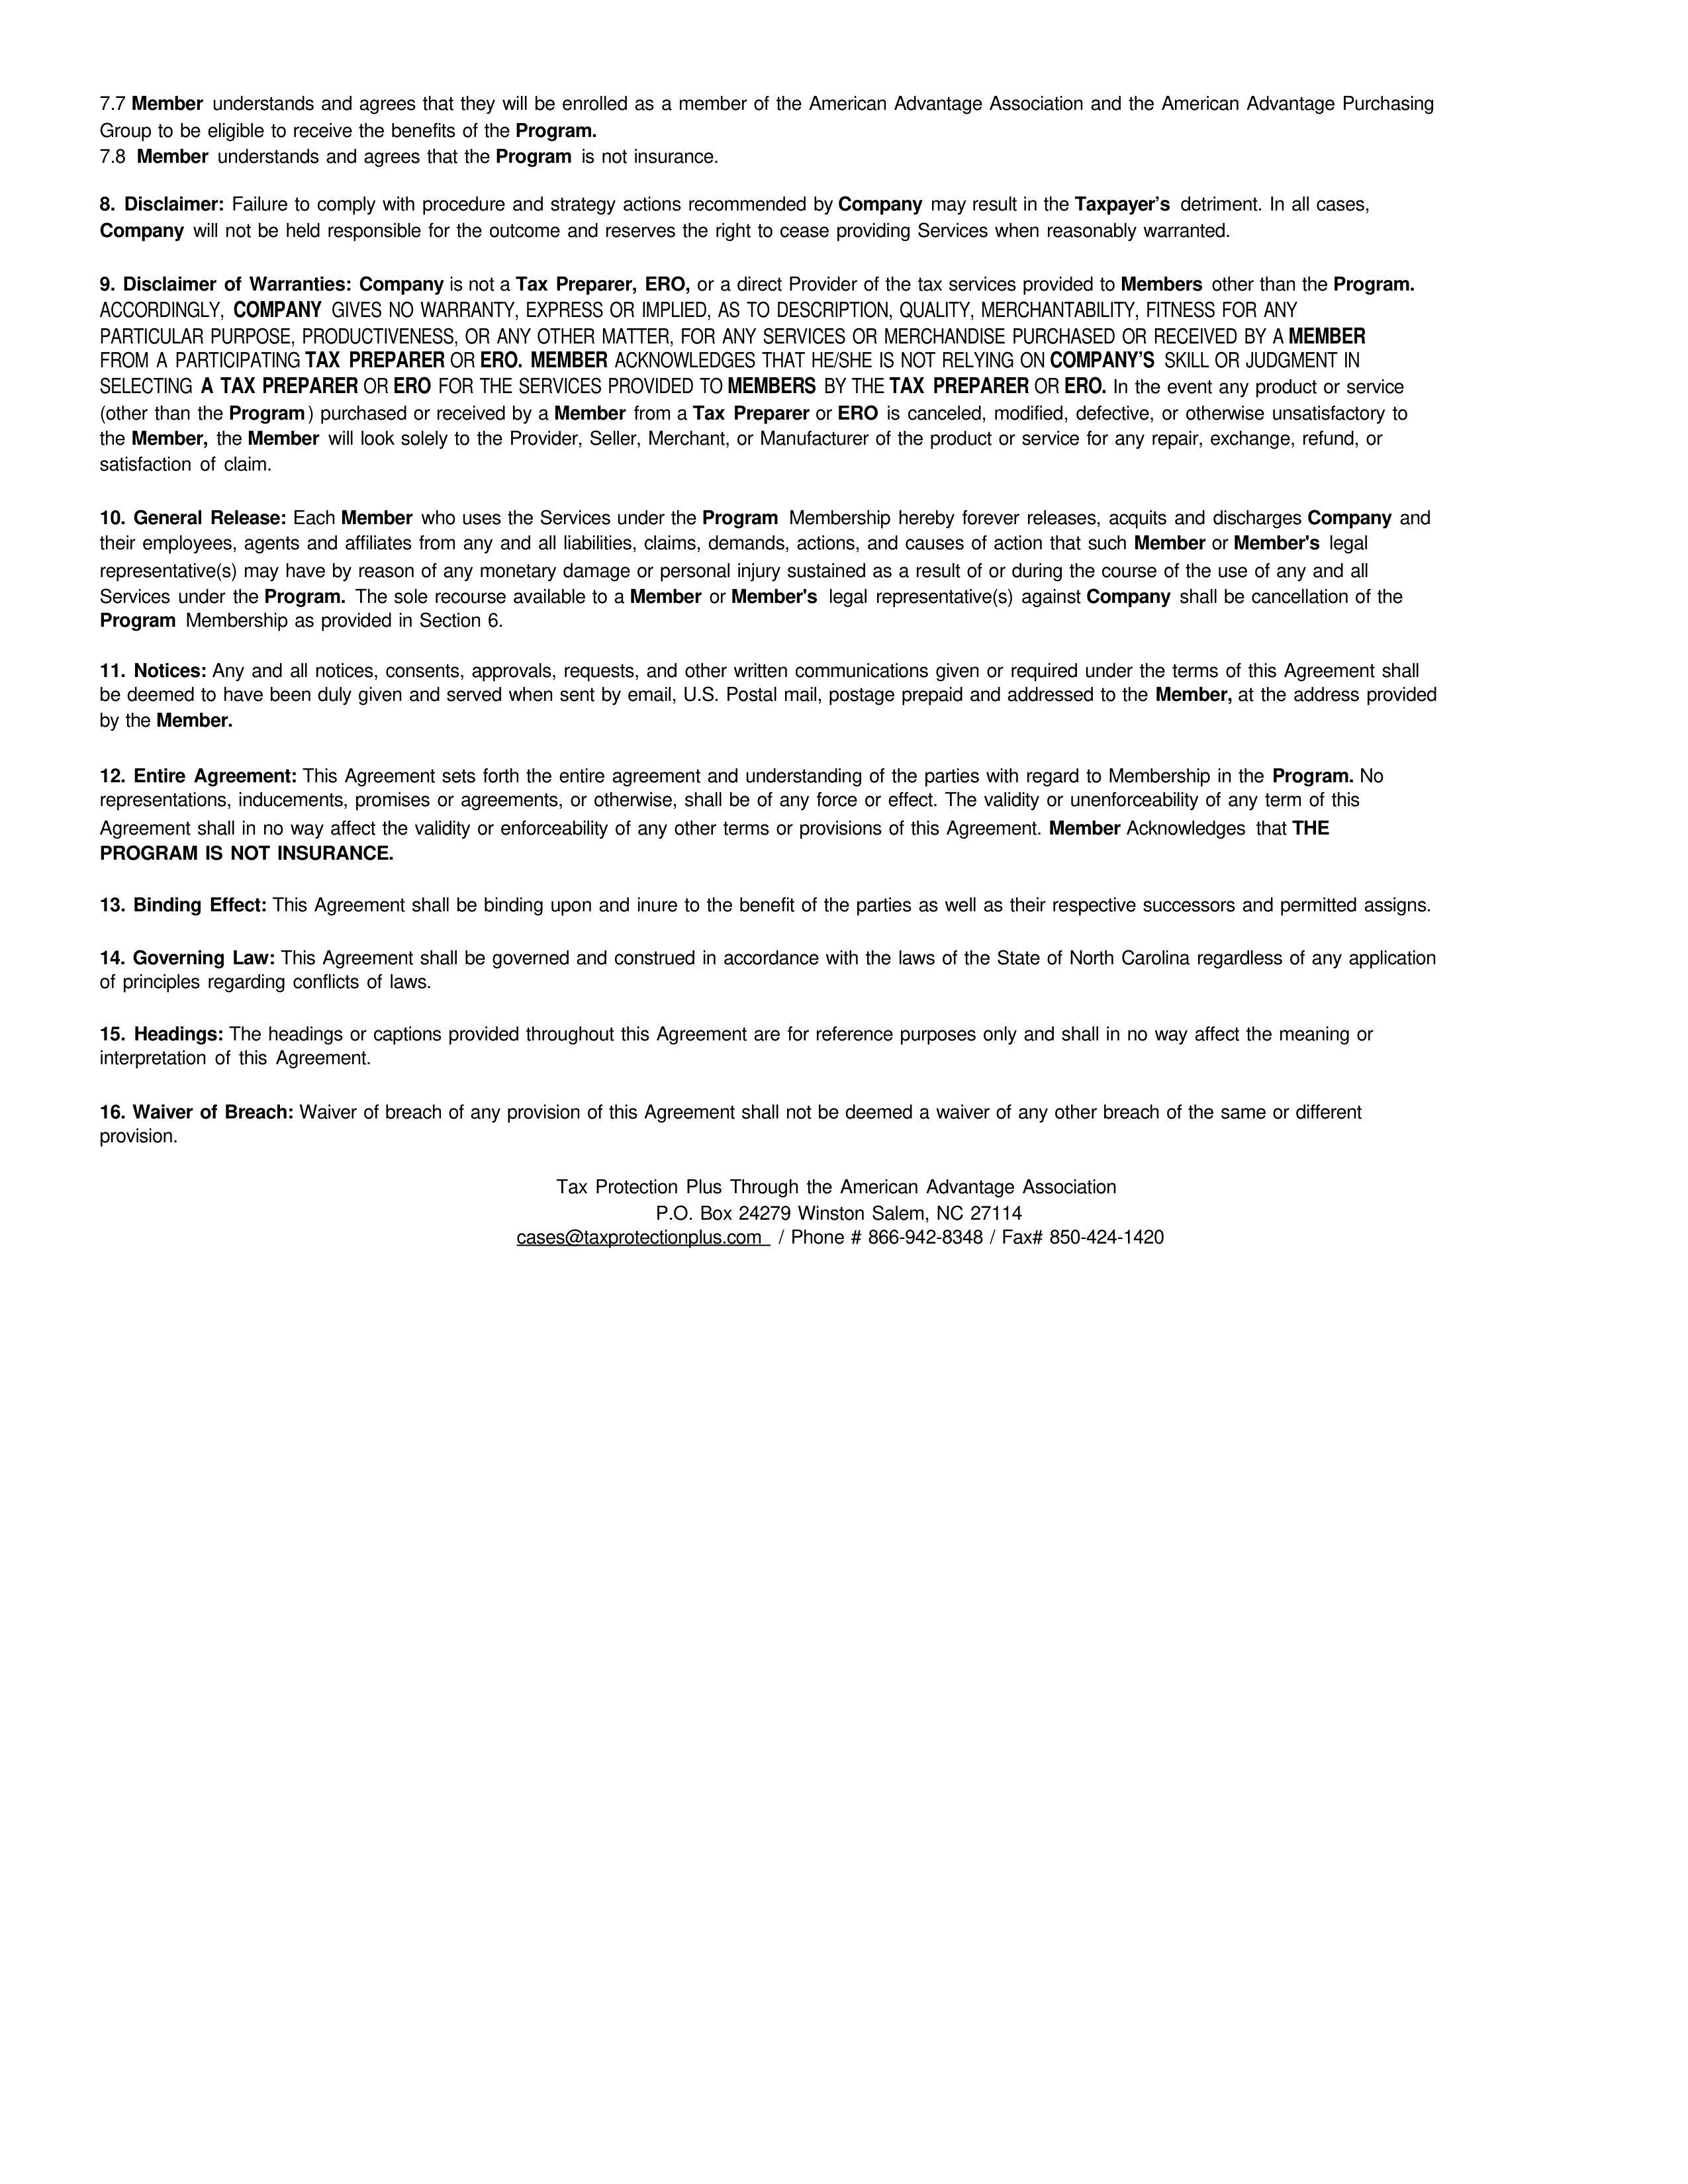 7.7 Member understands and agrees that they will be enrolled as a member of the American Advantage Association and the American Advantage Purchasing
Group to be eligible to receive the benefits of the Program.
7.8 Member understands and agrees that the Program is not insurance.
8. Disclaimer: Failure to comply with procedure and strategy actions recommended by Company may result in the Taxpayer’s detriment. In all cases,
Company will not be held responsible for the outcome and reserves the right to cease providing Services when reasonably warranted.
9. Disclaimer of Warranties: Company is not a Tax Preparer, ERO, or a direct Provider of the tax services provided to Members other than the Program.
ACCORDINGLY, COMPANY GIVES NO WARRANTY, EXPRESS OR IMPLIED, AS TO DESCRIPTION, QUALITY, MERCHANTABILITY, FITNESS FOR ANY
PARTICULAR PURPOSE, PRODUCTIVENESS, OR ANY OTHER MATTER, FOR ANY SERVICES OR MERCHANDISE PURCHASED OR RECEIVED BY A MEMBER
FROM A PARTICIPATING TAX PREPARER OR ERO. MEMBER ACKNOWLEDGES THAT HE/SHE IS NOT RELYING ON COMPANY’S SKILL OR JUDGMENT IN
SELECTING A TAX PREPARER OR ERO FOR THE SERVICES PROVIDED TO MEMBERS BY THE TAX PREPARER OR ERO. In the event any product or service
(other than the Program) purchased or received by a Member from a Tax Preparer or ERO is canceled, modified, defective, or otherwise unsatisfactory to
the Member, the Member will look solely to the Provider, Seller, Merchant, or Manufacturer of the product or service for any repair, exchange, refund, or
satisfaction of claim.
10. General Release: Each Member who uses the Services under the Program Membership hereby forever releases, acquits and discharges Company and
their employees, agents and affiliates from any and all liabilities, claims, demands, actions, and causes of action that such Member or Member's legal
representative(s) may have by reason of any monetary damage or personal injury sustained as a result of or during the course of the use of any and all
Services under the Program. The sole recourse available to a Member or Member's legal representative(s) against Company shall be cancellation of the
Program Membership as provided in Section 6.
11. Notices: Any and all notices, consents, approvals, requests, and other written communications given or required under the terms of this Agreement shall
be deemed to have been duly given and served when sent by email, U.S. Postal mail, postage prepaid and addressed to the Member, at the address provided
by the Member.
12. Entire Agreement: This Agreement sets forth the entire agreement and understanding of the parties with regard to Membership in the Program. No
representations, inducements, promises or agreements, or otherwise, shall be of any force or effect. The validity or unenforceability of any term of this
Agreement shall in no way affect the validity or enforceability of any other terms or provisions of this Agreement. Member Acknowledges that THE
PROGRAM IS NOT INSURANCE.
13. Binding Effect: This Agreement shall be binding upon and inure to the benefit of the parties as well as their respective successors and permitted assigns.
14. Governing Law: This Agreement shall be governed and construed in accordance with the laws of the State of North Carolina regardless of any application
of principles regarding conflicts of laws.
15. Headings: The headings or captions provided throughout this Agreement are for reference purposes only and shall in no way affect the meaning or
interpretation of this Agreement.
16. Waiver of Breach: Waiver of breach of any provision of this Agreement shall not be deemed a waiver of any other breach of the same or different
provision.
Tax Protection Plus Through the American Advantage Association
P.O. Box 24279 Winston Salem, NC 27114
cases@taxprotectionplus.com / Phone # 866-942-8348 / Fax# 850-424-1420